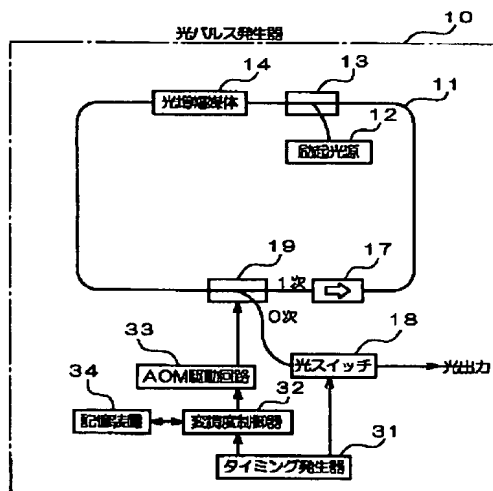 光パルス発生器
10
14
13
11
光増幅媒体
12
励起光源
19
1次
17
0次
33
18
AOM駆動回路
光スイッチ
光出力
34
32
記憶装置
変調度制御器
31
タイミング発生器